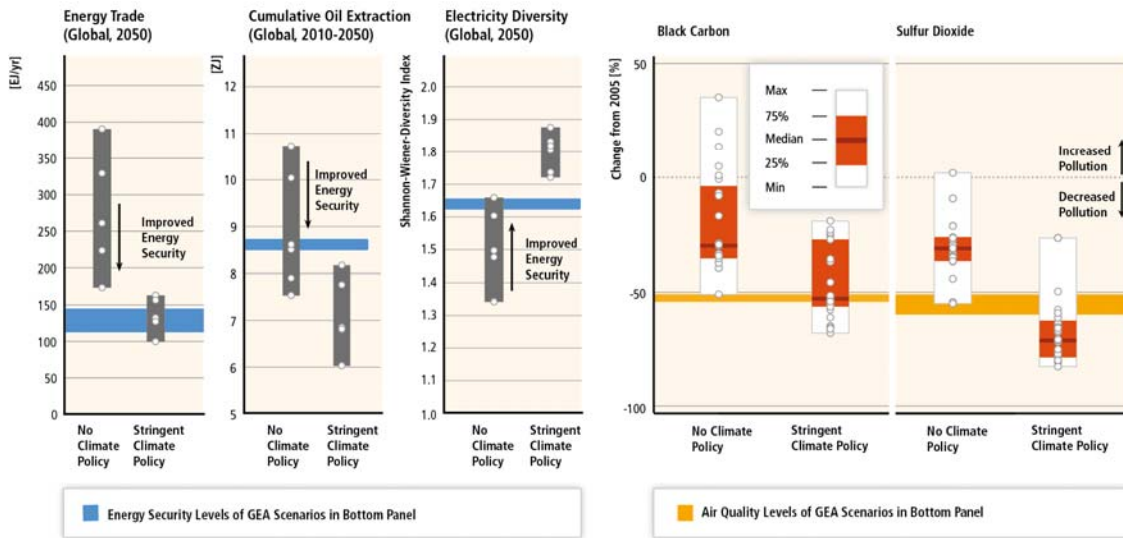 Energy Trade
(Global, 2050)
[EJ/yr]
450
400
350
300
250
200
150
100
50
0
Improved
Energy
Security
No
Climate
Policy
Stringent
Climate
Policy
Cumulative Oil Extraction
(Global, 2010-2050)
[ZJ]
12
11
10
9
8
7
6
5
Improved
Energy
Security
No
Climate
Policy
Stringent
Climate
Policy
Electricity Diversity
(Global, 2050)
Shannon-Wiener-Diversity Index
2.0
1.9
1.8
1.7
1.6
1.5
1.4
1.3
1.2
1.1
1.0
Improved
Energy
Security
No
Climate
Policy
Stringent
Climate
Policy
Energy Security Levels of GEA Scenarios in Bottom Panel
Black Carbon
Sulfur Dioxide
Change from 2005 [%]
50
0
-50
-100
Max
75%
Median
25%
Min
Increased
Pollution
Decreased
Pollution
No Climate
Policy
Stringent
Climate Policy
No Climate
Policy
Stringent
Climate Policy
Air Quality Levels of GEA Scenarios in Bottom Panel